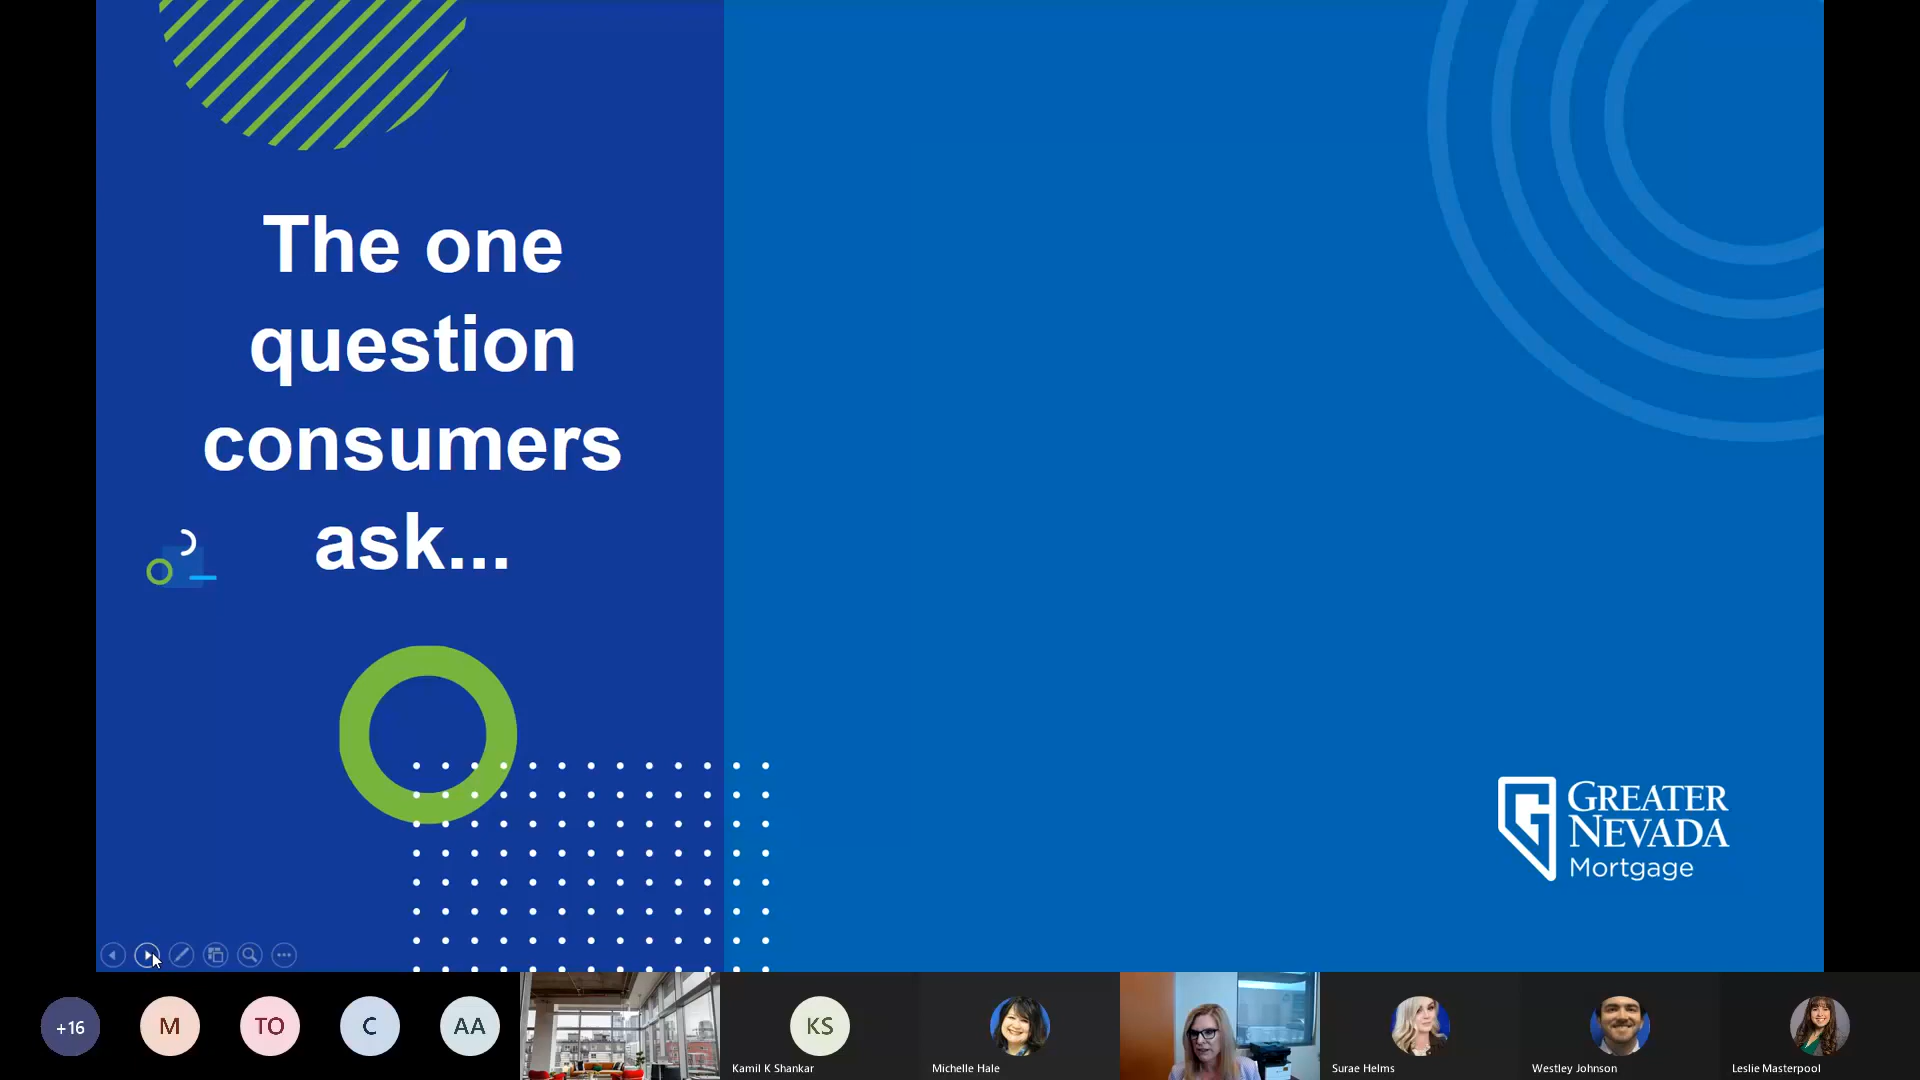 The one
question
consumers
ask...
GREATER
NEVADA
Mortgage
+16
M
TO
C
AA
KS
Kamil K Shankar
Michelle Hale
Surae Helms
Westley Johnson
Leslie Masterpool